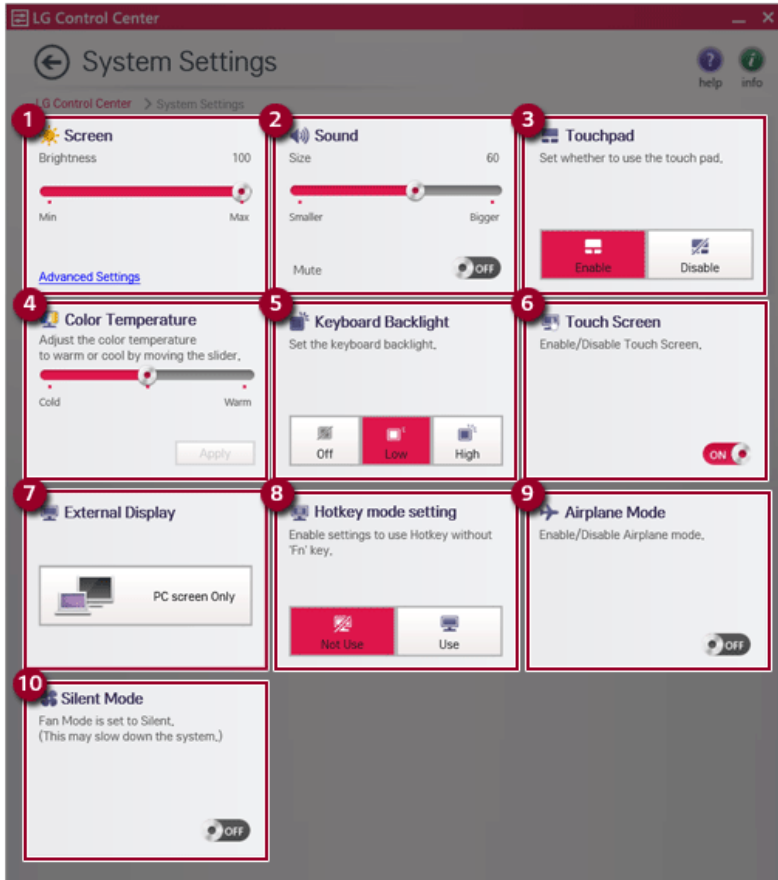 LG Control Center
System Settings
help
info
LG Control Center > System Settings
1
Screen
Brightness 100
Min Max
Advanced Settings
2
Sound
Size 60
Smaller Bigger
Mute OFF
3
Touchpad
Set whether to use the touch pad.
Enable Disable
4
Color Temperature
Adjust the color temperature
to warm or cool by moving the slider.
Cold Warm
Apply
5
Keyboard Backlight
Set the keyboard backlight.
Off Low High
6
Touch Screen
Enable/Disable Touch Screen.
ON
7
External Display
PC screen Only
8
Hotkey mode setting
Enable settings to use Hotkey without
'Fn' key.
Not Use Use
9
Airplane Mode
Enable/Disable Airplane mode.
OFF
10
Silent Mode
Fan Mode is set to Silent.
(This may slow down the system.)
OFF